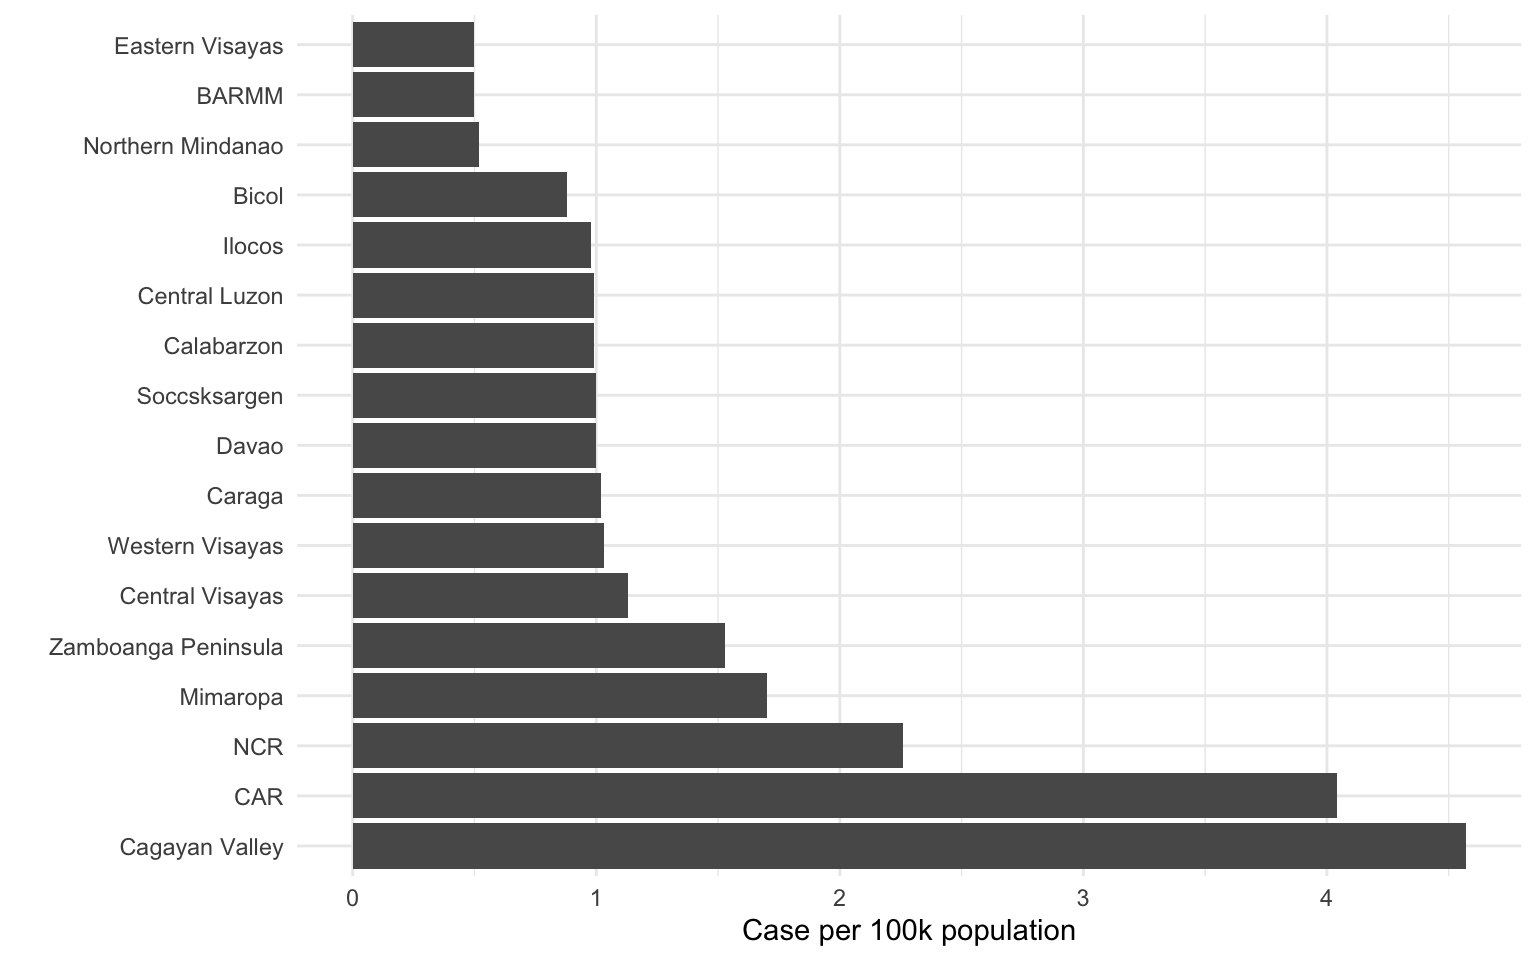 Eastern Visayas
BARMM
Northern Mindanao
Bicol
Ilocos
Central Luzon
Calabarzon
Soccsksargen
Davao
Caraga
Western Visayas
Central Visayas
Zamboanga Peninsula
Mimaropa
NCR
CAR
Cagayan Valley
0 1 2 3 4
Case per 100k population